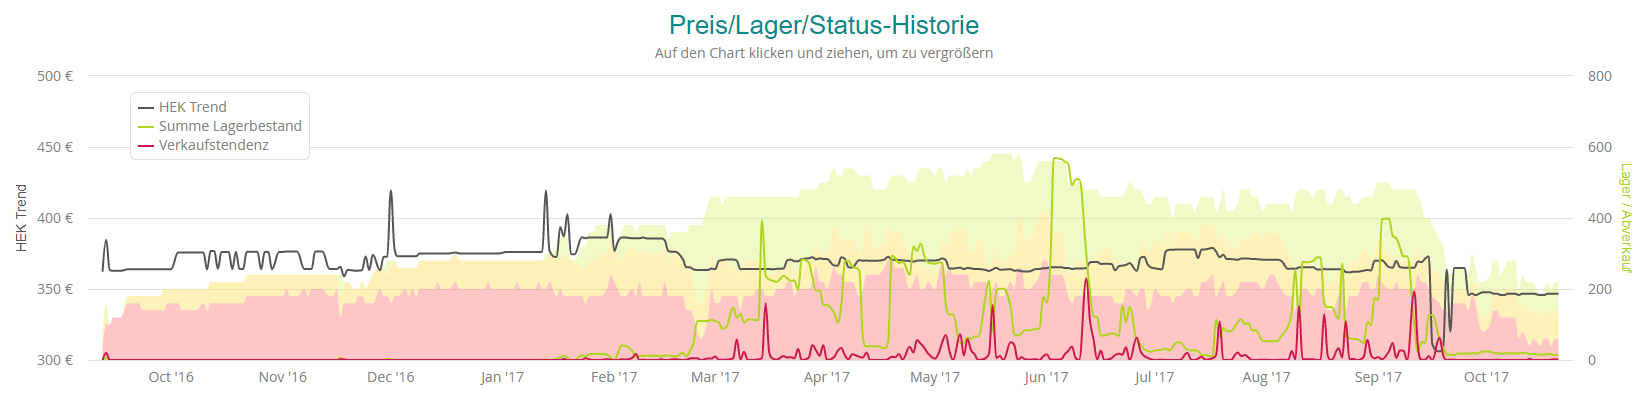 Preis/Lager/Status-Historie
Auf den Chart klicken und ziehen, um zu vergrößern
500 €
450 €
400 €
350 €
300 €
HEK Trend
HEK Trend
Summe Lagerbestand
Verkaufstendenz
800
600
400
200
0
Lager / Abverkauf
Oct '16
Nov '16
Dec '16
Jan '17
Feb '17
Mar '17
Apr '17
May '17
Jun '17
Jul '17
Aug '17
Sep '17
Oct '17